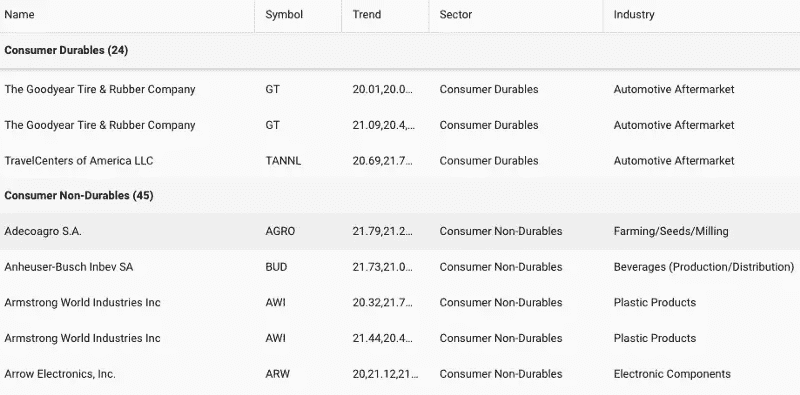 Name Symbol Trend Sector Industry
Consumer Durables (24)
The Goodyear Tire & Rubber Company GT 20.01,20.0... Consumer Durables Automotive Aftermarket
The Goodyear Tire & Rubber Company GT 21.09,20.4,... Consumer Durables Automotive Aftermarket
TravelCenters of America LLC TANNL 20.69,21.7... Consumer Durables Automotive Aftermarket
Consumer Non-Durables (45)
Adecoagro S.A. AGRO 21.79,21.2... Consumer Non-Durables Farming/Seeds/Milling
Anheuser-Busch Inbev SA BUD 21.73,21.0... Consumer Non-Durables Beverages (Production/Distribution)
Armstrong World Industries Inc AWI 20.32,21.7... Consumer Non-Durables Plastic Products
Armstrong World Industries Inc AWI 21.44,20.4... Consumer Non-Durables Plastic Products
Arrow Electronics, Inc. ARW 20,21.12,21... Consumer Non-Durables Electronic Components